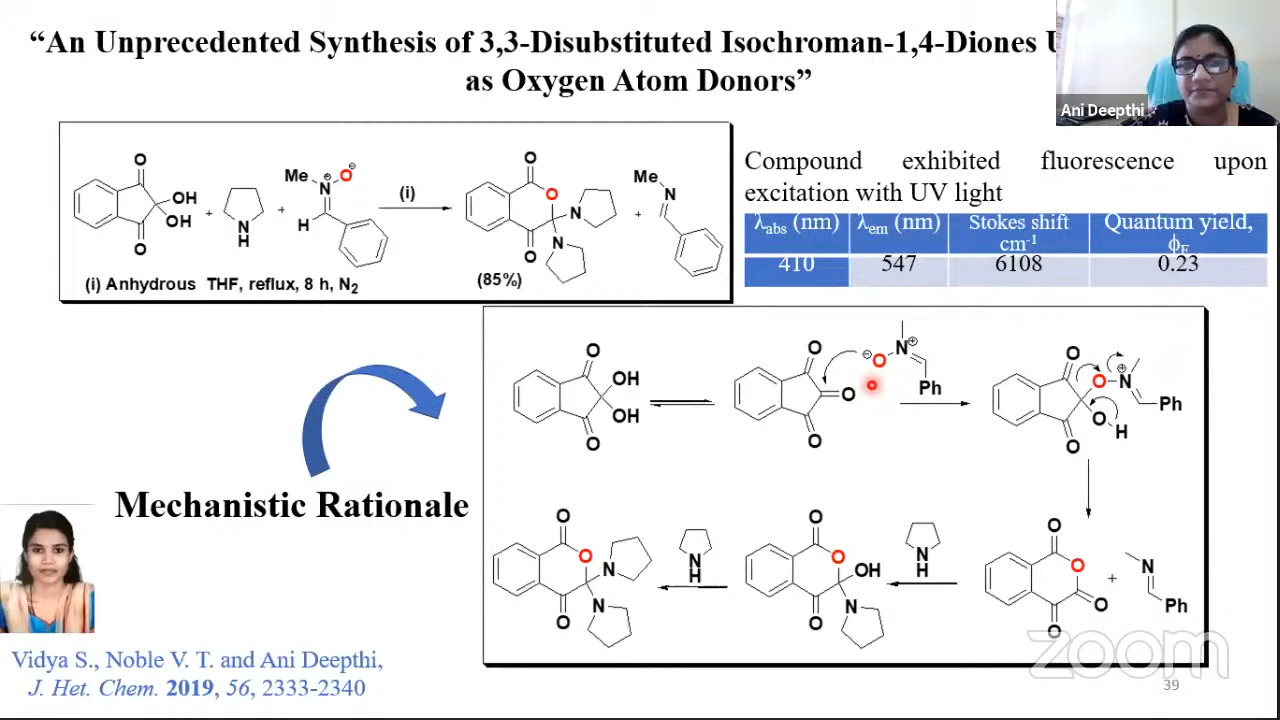 “An Unprecedented Synthesis of 3,3-Disubstituted Isochroman-1,4-Diones
as Oxygen Atom Donors”
Ani Deepthi
O
OH
OH
O
+
N
H
+
Me
N
⊕
O
⊖
H
(i)
O
O
N
N
O
(85%)
+
Me
N
(i) Anhydrous THF, reflux, 8 h, N₂
Compound exhibited fluorescence upon
excitation with UV light
λabs (nm) λem (nm) Stokes shift cm⁻¹ Quantum yield, ϕF
410 547 6108 0.23
O
OH
OH
O
O
O
O
⊖
O
N
⊕
Ph
O
O
N
⊕
Ph
O
H
O
Mechanistic Rationale
O
O
N
N
O
N
H
O
O
OH
N
O
N
H
O
O
O
O
+
N
Ph
zoom
Vidya S., Noble V. T. and Ani Deepthi,
J. Het. Chem. 2019, 56, 2333-2340
39